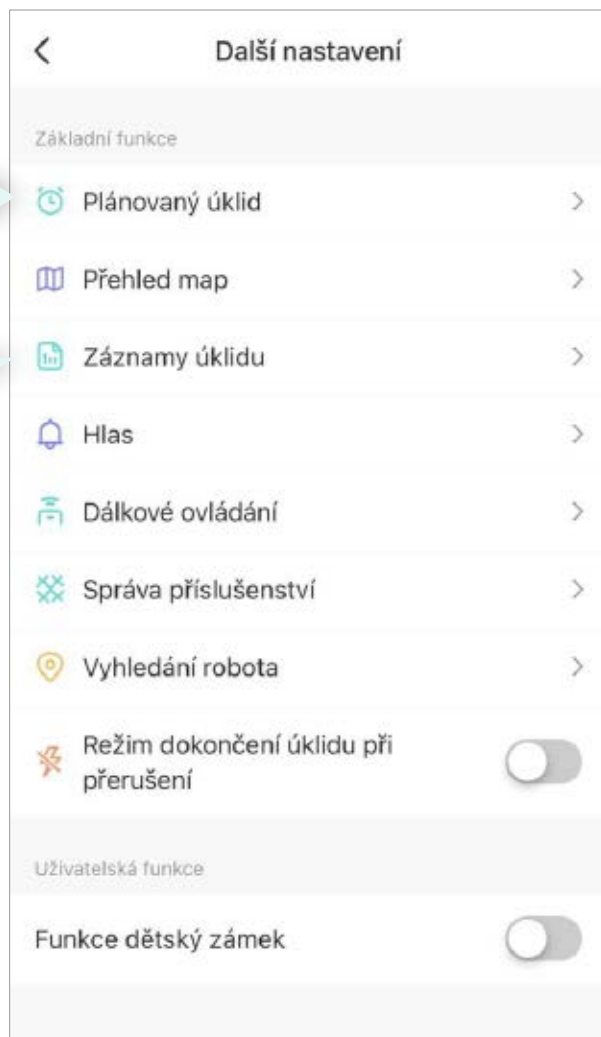 Další nastavení
Základní funkce
Plánovaný úklid
Přehled map
Záznamy úklidu
Hlas
Dálkové ovládání
Správa příslušenství
Vyhledání robota
Režim dokončení úklidu při
přerušení
Uživatelská funkce
Funkce dětský zámek